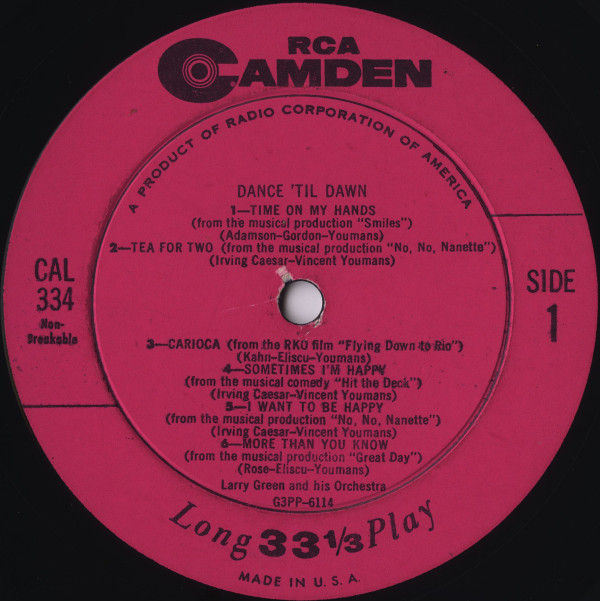 RCA
CAMDEN
A PRODUCT OF RADIO CORPORATION OF AMERICA
DANCE 'TIL DAWN
1—TIME ON MY HANDS
(from the musical production "Smiles")
(Adamson-Gordon-Youmans)
2—TEA FOR TWO (from the musical production "No, No, Nanette")
(Irving Caesar-Vincent Youmans)
CAL
334
Non-
Breakable
SIDE
1
3—CARIOCA (from the RKO film "Flying Down to Rio")
(Kahn-Eliscu-Youmans)
4—SOMETIMES I'M HAPPY
(from the musical comedy "Hit the Deck")
(Irving Caesar-Vincent Youmans)
5—I WANT TO BE HAPPY
(from the musical production "No, No, Nanette")
(Irving Caesar-Vincent Youmans)
6—MORE THAN YOU KNOW
(from the musical production "Great Day")
(Rose-Eliscu-Youmans)
Larry Green and his Orchestra
G3PP-6114
Long 33 1/3 Play
MADE IN U. S. A.